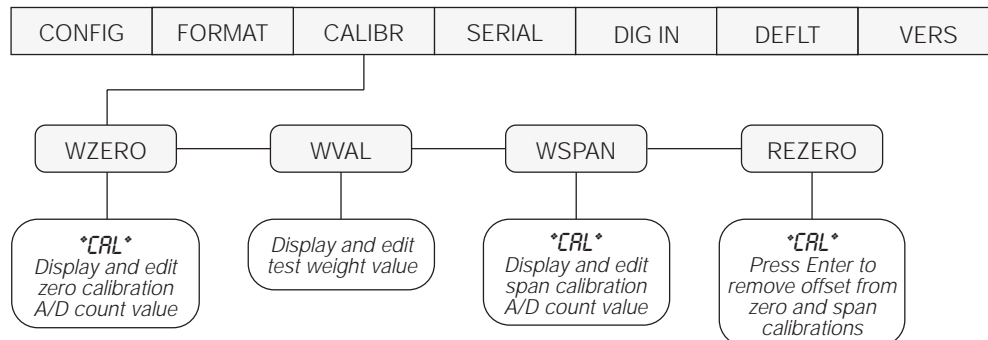 CONFIG FORMAT CALIBR SERIAL DIG IN DEFLT VERS
WZERO WVAL WSPAN REZERO
*CAL*
Display and edit
zero calibration
A/D count value
Display and edit
test weight value
*CAL*
Display and edit
span calibration
A/D count value
*CAL*
Press Enter to
remove offset from
zero and span
calibrations